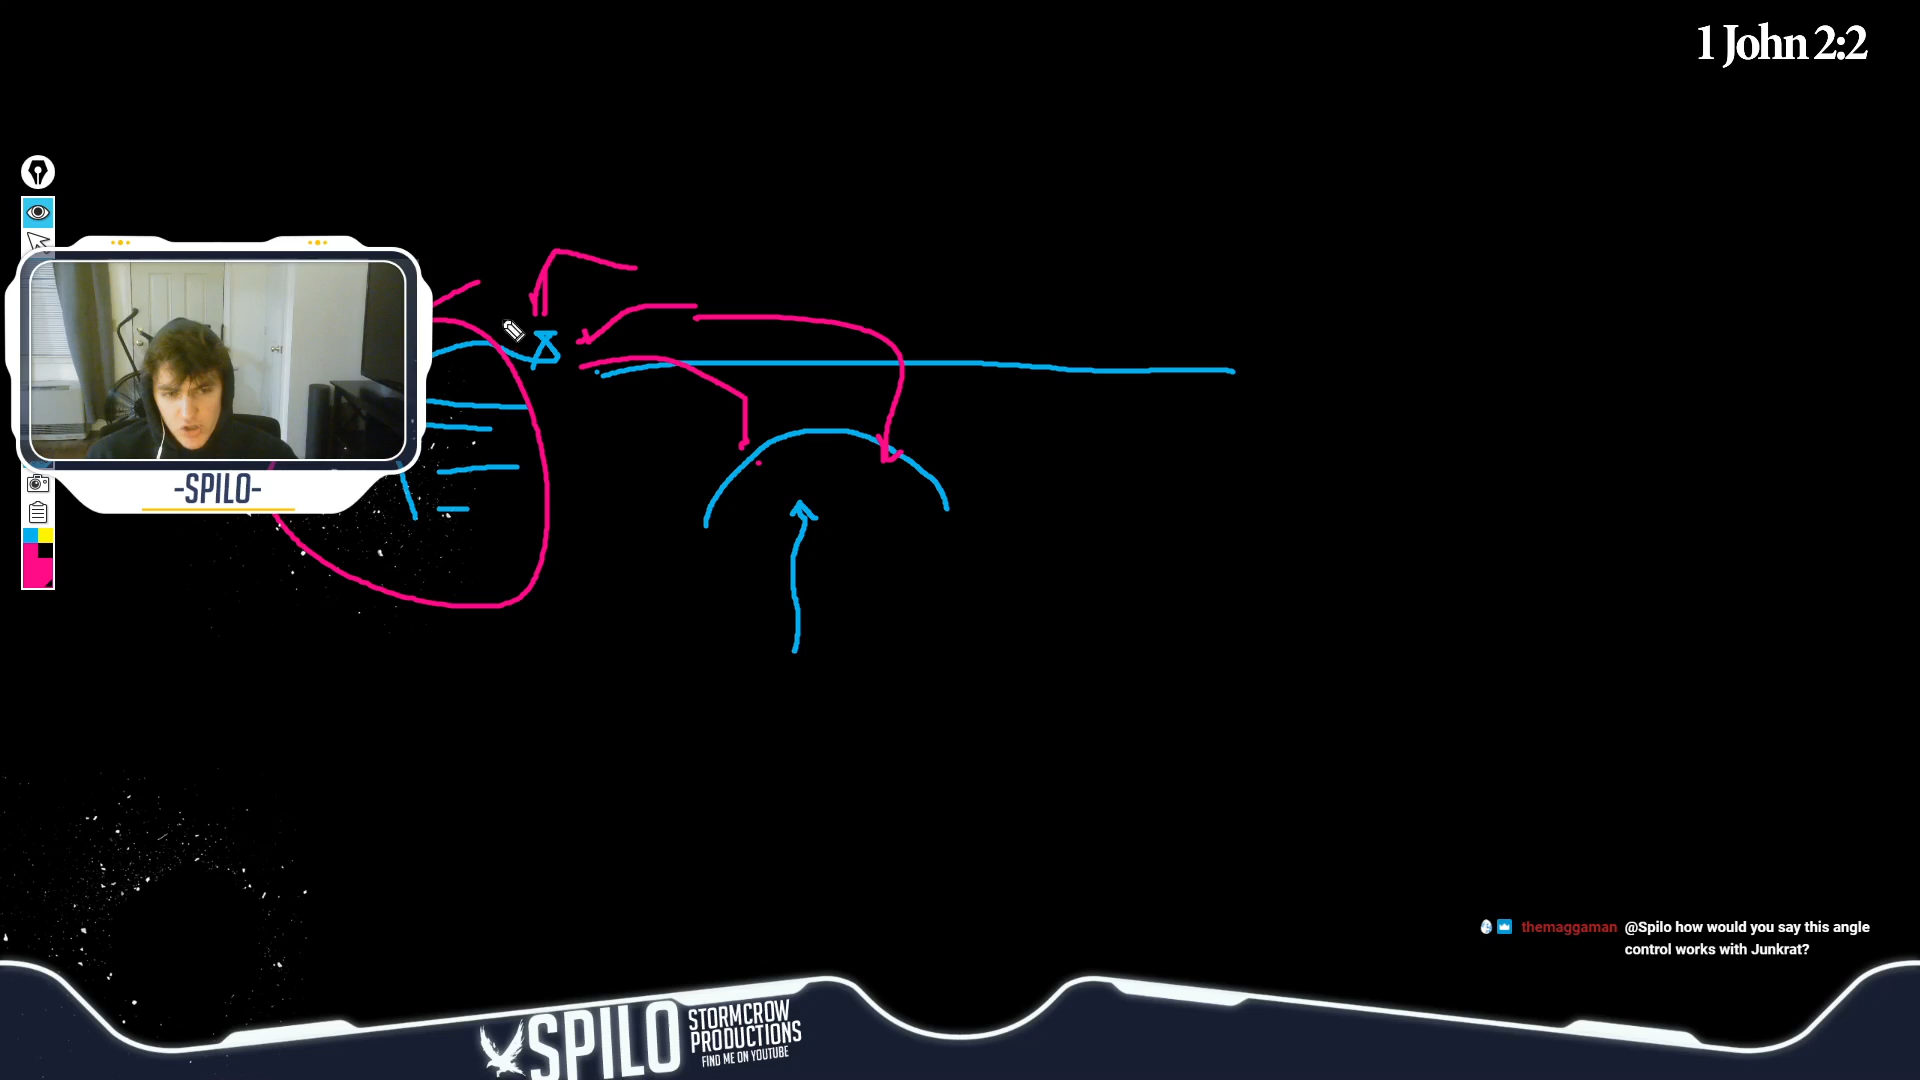 1 John 2:2
-SPILO-
themaggaman @Spilo how would you say this angle
control works with Junkrat?
SPILO
STORMCROW
PRODUCTIONS
FIND ME ON YOUTUBE